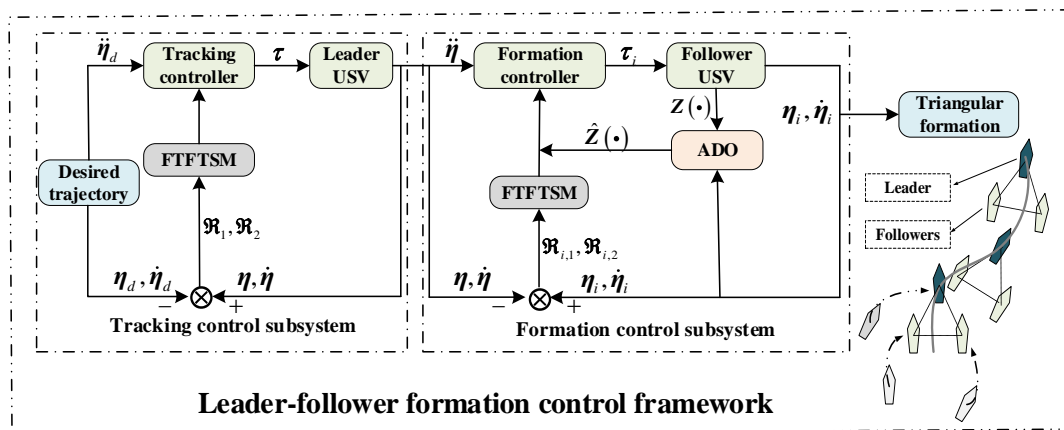 η̈_d
Tracking
controller
τ
Leader
USV
Desired
trajectory
FTFTSM
ℜ₁, ℜ₂
η_d, η̇_d
−
+
η, η̇
Tracking control subsystem
η̈
Formation
controller
τ_i
Follower
USV
Z(•)
Ẑ(•)
ADO
FTFTSM
ℜ_{i,1}, ℜ_{i,2}
η, η̇
−
+
η_i, η̇_i
Formation control subsystem
η_i, η̇_i
Triangular
formation
Leader
Followers
Leader-follower formation control framework